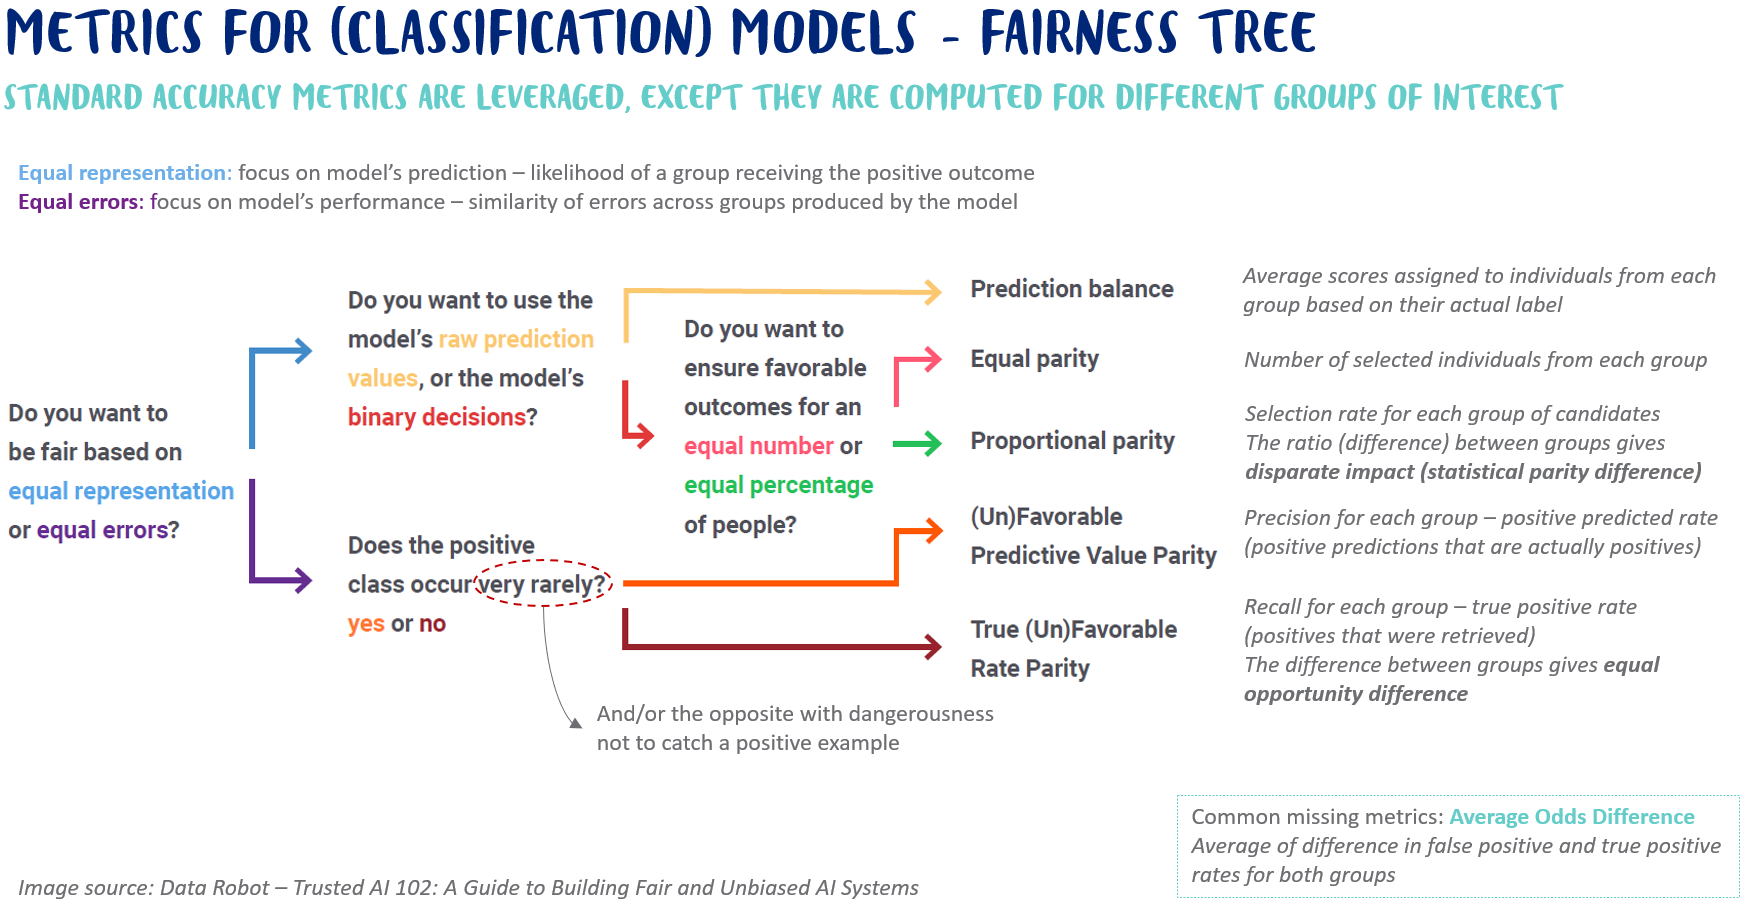 METRICS FOR (CLASSIFICATION) MODELS - FAIRNESS TREE
STANDARD ACCURACY METRICS ARE LEVERAGED, EXCEPT THEY ARE COMPUTED FOR DIFFERENT GROUPS OF INTEREST
Equal representation: focus on model's prediction – likelihood of a group receiving the positive outcome
Equal errors: focus on model's performance – similarity of errors across groups produced by the model
Do you want to
be fair based on
equal representation
or equal errors?
Do you want to use the
model's raw prediction
values, or the model's
binary decisions?
Does the positive
class occur very rarely?
yes or no
And/or the opposite with dangerousness
not to catch a positive example
Do you want to
ensure favorable
outcomes for an
equal number or
equal percentage
of people?
Prediction balance
Average scores assigned to individuals from each
group based on their actual label
Equal parity
Number of selected individuals from each group
Proportional parity
Selection rate for each group of candidates
The ratio (difference) between groups gives
disparate impact (statistical parity difference)
(Un)Favorable
Predictive Value Parity
Precision for each group – positive predicted rate
(positive predictions that are actually positives)
True (Un)Favorable
Rate Parity
Recall for each group – true positive rate
(positives that were retrieved)
The difference between groups gives equal
opportunity difference
Common missing metrics: Average Odds Difference
Average of difference in false positive and true positive
rates for both groups
Image source: Data Robot – Trusted AI 102: A Guide to Building Fair and Unbiased AI Systems